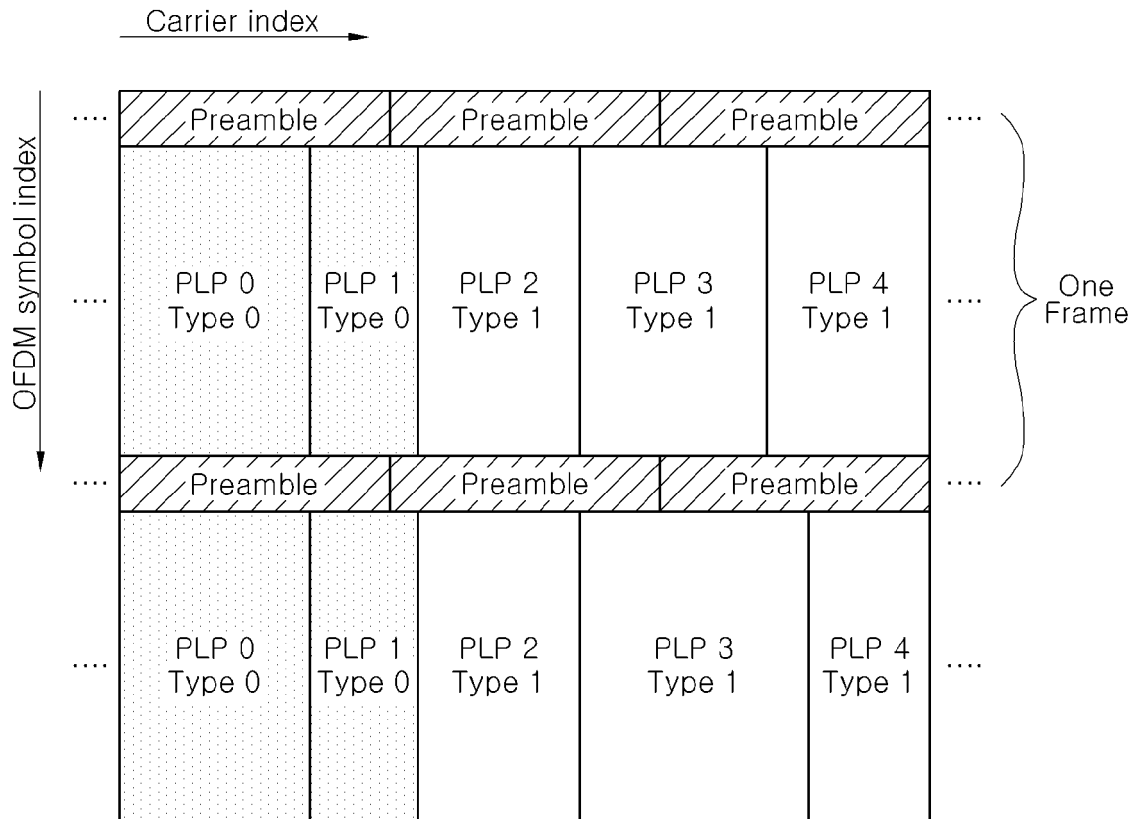 Carrier index
OFDM symbol index
.... Preamble Preamble Preamble ....
.... PLP 0 PLP 1 PLP 2 PLP 3 PLP 4 .... One
Type 0 Type 0 Type 1 Type 1 Type 1 Frame
.... Preamble Preamble Preamble ....
.... PLP 0 PLP 1 PLP 2 PLP 3 PLP 4 ....
Type 0 Type 0 Type 1 Type 1 Type 1